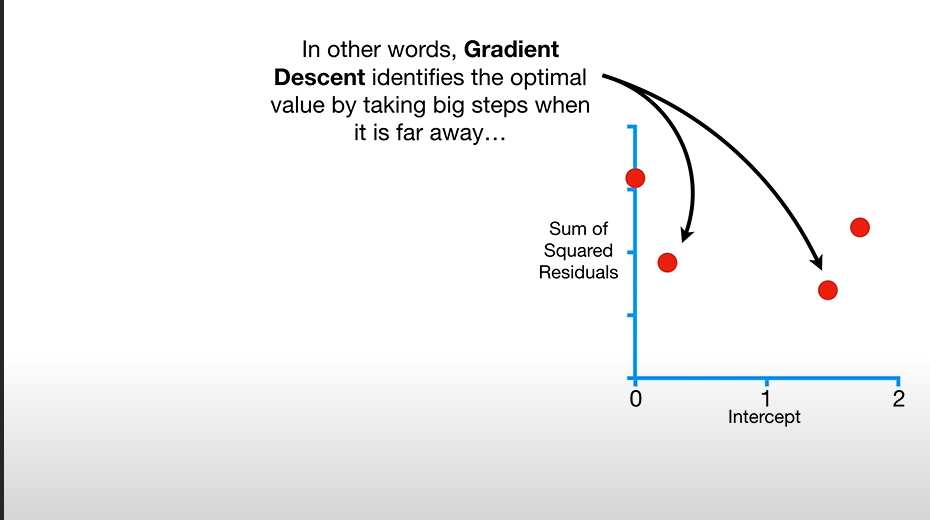 In other words, Gradient
Descent identifies the optimal
value by taking big steps when
it is far away…
Sum of
Squared
Residuals
0
1
2
Intercept